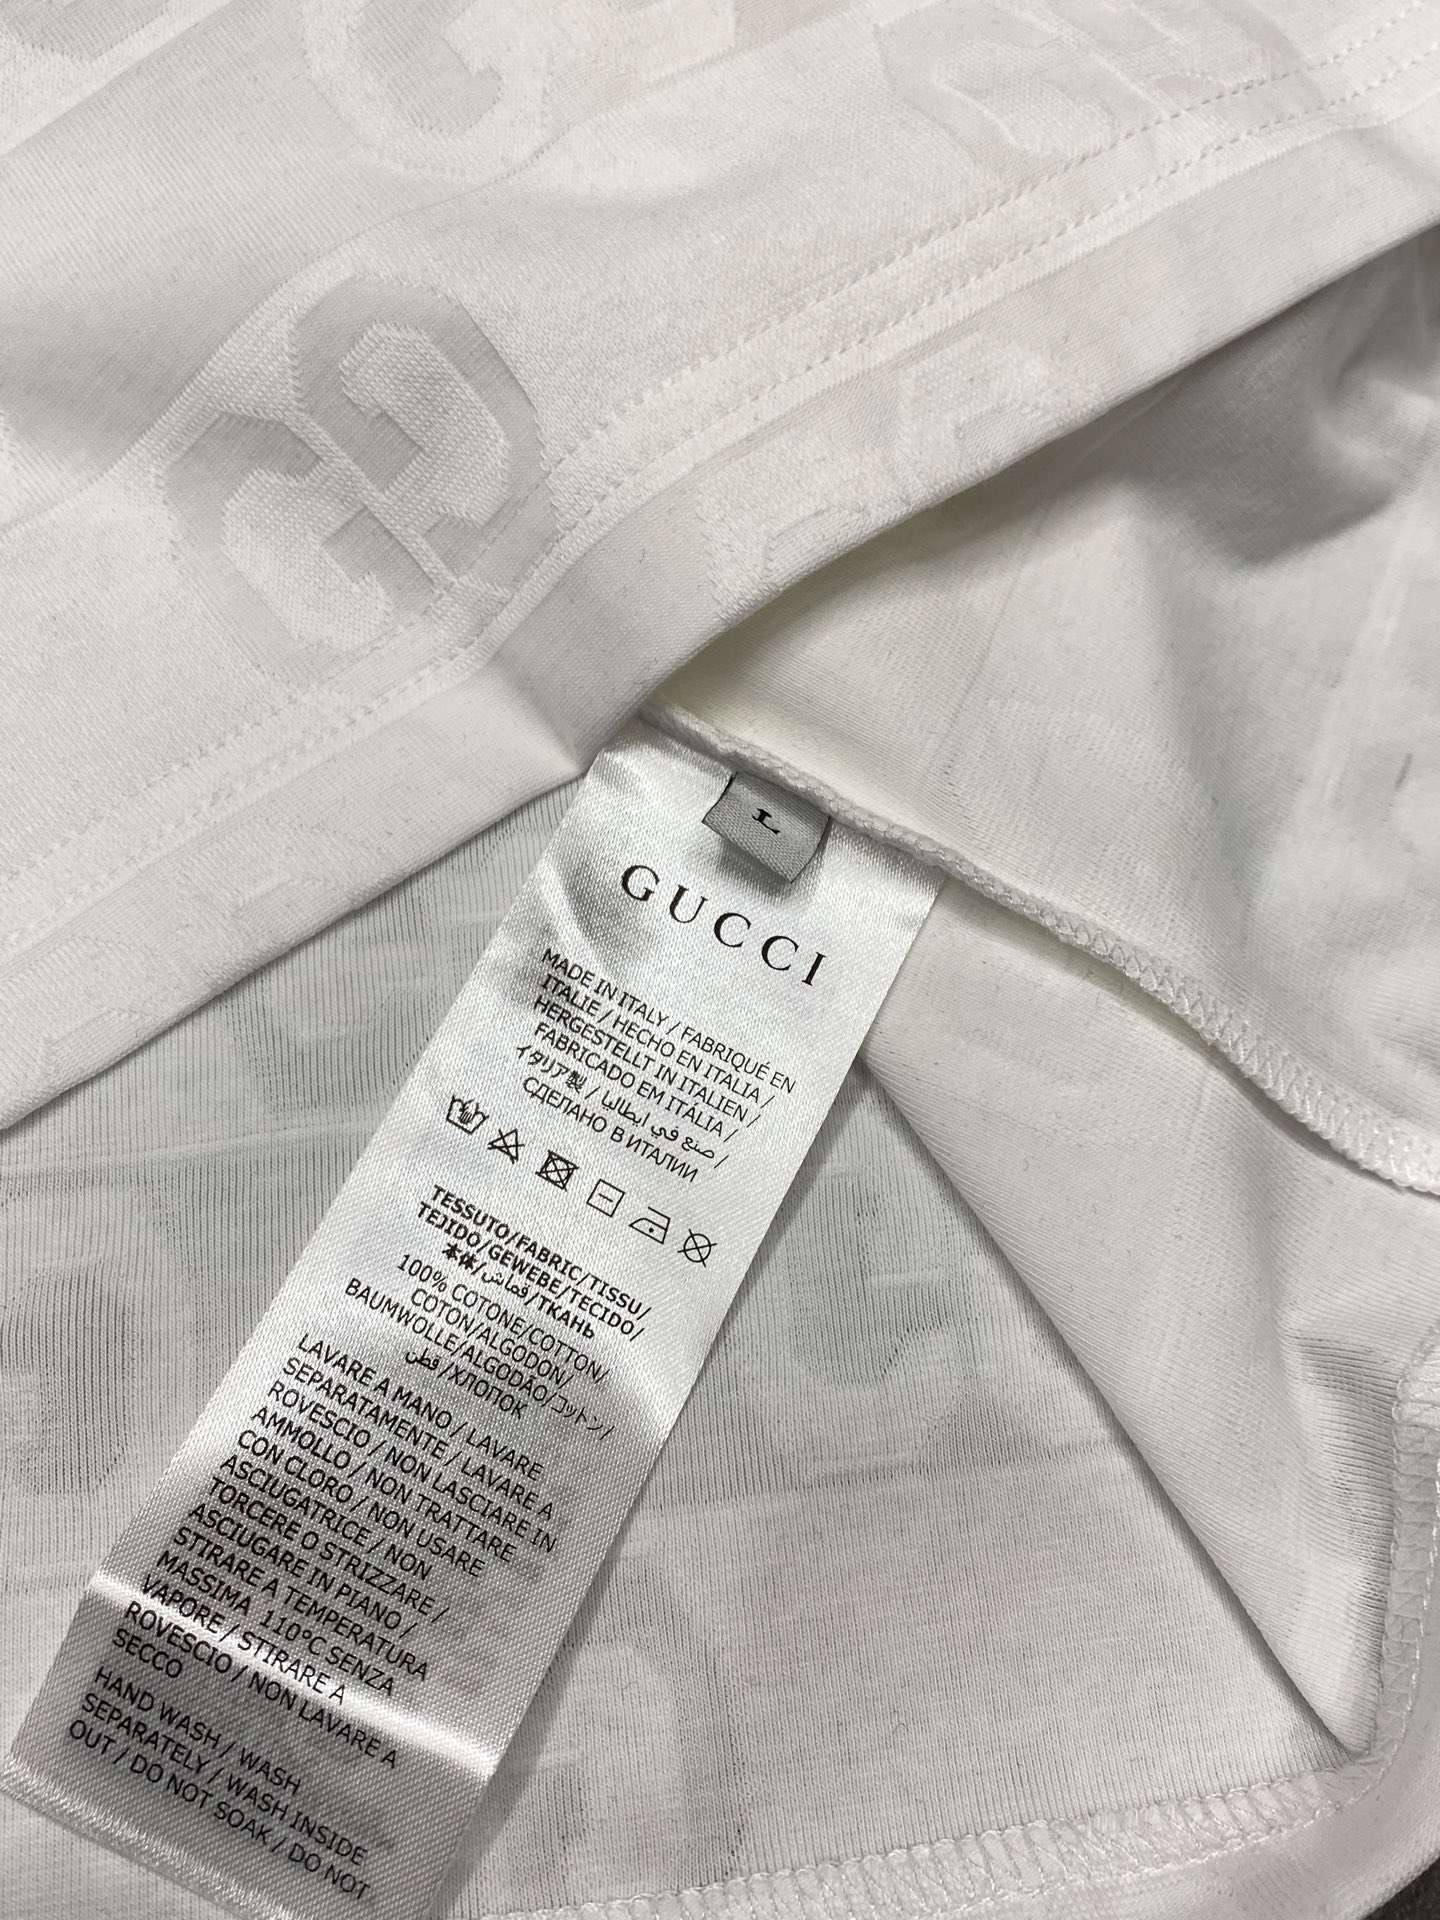 L
GUCCI
MADE IN ITALY / FABRIQUÉ EN
ITALIE / HECHO EN ITALIA /
HERGESTELLT IN ITALIEN /
FABRICADO EM ITÁLIA /
イタリア製 / صنع في ايطاليا /
СДЕЛАНО В ИТАЛИИ
TESSUTO/FABRIC/TISSU/
TEJIDO/GEWEBE/TECIDO/
本体/قماش/ТКАНЬ
100% COTONE/COTTON/
COTON/ALGODON/
BAUMWOLLE/ALGODÃO/コットン/
قطن /ХЛОПОК
LAVARE A MANO / LAVARE
SEPARATAMENTE / LAVARE A
ROVESCIO / NON LASCIARE IN
AMMOLLO / NON TRATTARE
CON CLORO / NON USARE
ASCIUGATRICE / NON
TORCERE O STRIZZARE /
ASCIUGARE IN PIANO /
STIRARE A TEMPERATURA
MASSIMA 110°C SENZA
VAPORE / STIRARE A
ROVESCIO / NON LAVARE A
SECCO
HAND WASH / WASH
SEPARATELY / WASH INSIDE
OUT / DO NOT SOAK / DO NOT